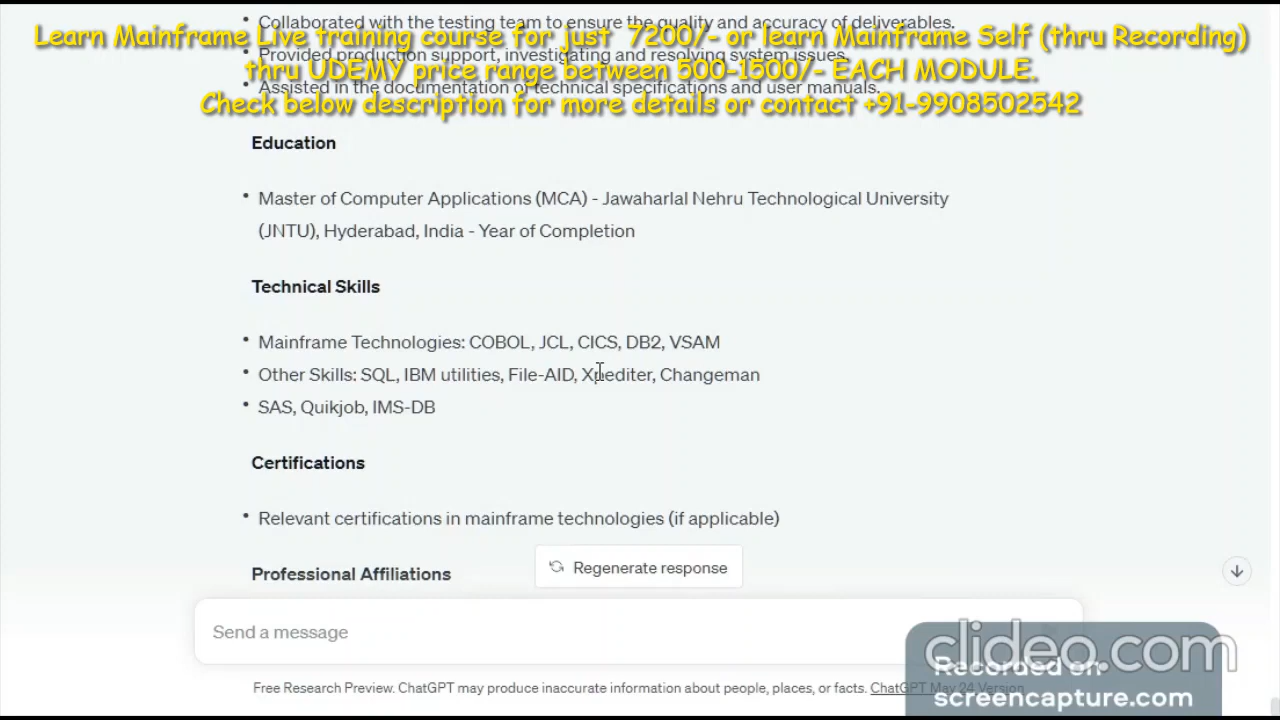 Collaborated with the testing team to ensure the quality and accuracy of deliverables.
Learn Mainframe Live training course for just 7200/- or learn Mainframe Self (thru Recording)
Provided production support, investigating and resolving system issues.
thru UDEMY price range between 500-1500/- EACH MODULE.
Assisted in the documentation of technical specifications and user manuals.
Check below description for more details or contact +91-9908502542
Education
Master of Computer Applications (MCA) - Jawaharlal Nehru Technological University
(JNTU), Hyderabad, India - Year of Completion
Technical Skills
Mainframe Technologies: COBOL, JCL, CICS, DB2, VSAM
Other Skills: SQL, IBM utilities, File-AID, Xpediter, Changeman
SAS, Quikjob, IMS-DB
Certifications
Relevant certifications in mainframe technologies (if applicable)
Professional Affiliations
Regenerate response
Send a message
clideo.com
Recorded on
screencapture.com
Free Research Preview. ChatGPT may produce inaccurate information about people, places, or facts. ChatGPT May 24 Version